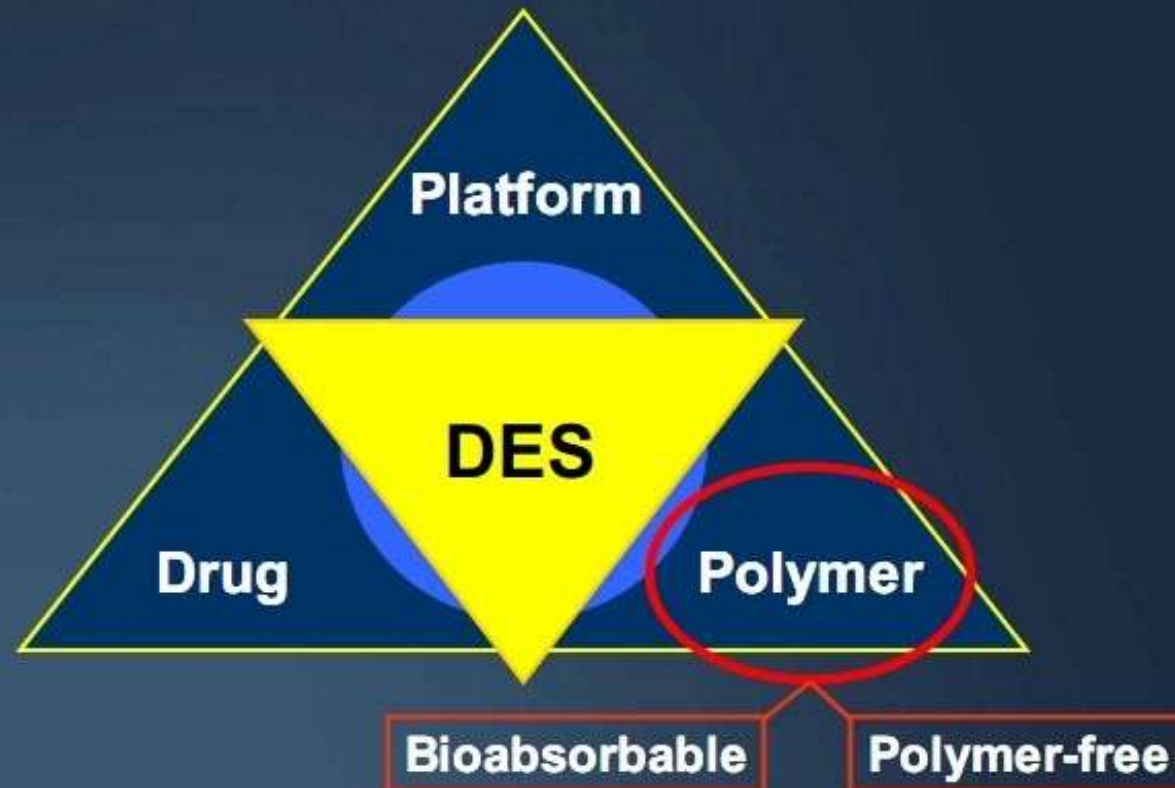 Platform
DES
Drug
Polymer
Bioabsorbable
Polymer-free